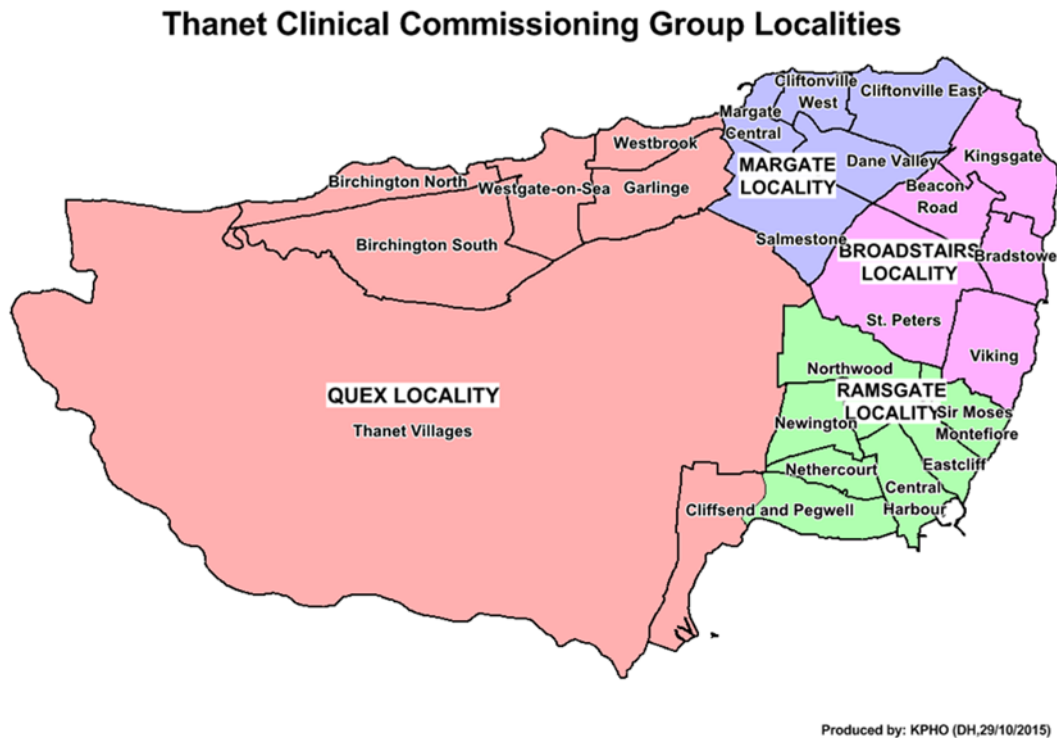 Thanet Clinical Commissioning Group Localities
Cliftonville
West
Cliftonville East
Margate
Central
Westbrook
MARGATE
LOCALITY
Dane Valley
Kingsgate
Birchington North
Westgate-on-Sea
Garlinge
Beacon
Road
Birchington South
Salmestone
BROADSTAIRS
LOCALITY
Bradstowe
St. Peters
Viking
Northwood
QUEX LOCALITY
Thanet Villages
RAMSGATE
LOCALITY
Sir Moses
Montefiore
Newington
Nethercourt
Eastcliff
Central
Harbour
Cliffsend and Pegwell
Produced by: KPHO (DH,29/10/2015)